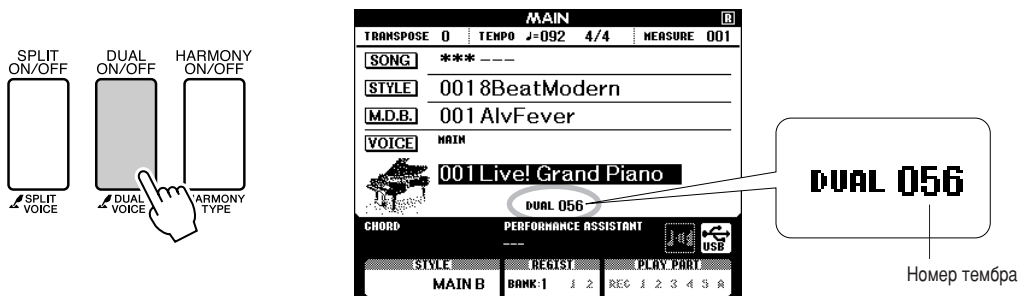 SPLIT
ON/OFF
DUAL
ON/OFF
HARMONY
ON/OFF
SPLIT
VOICE
DUAL
VOICE
ARMONY
TYPE
MAIN R
TRANSPOSE 0 TEMPO ♩=092 4/4 MEASURE 001
SONG ***---
STYLE 001 8BeatModern
M.D.B. 001 AlvFever
VOICE MAIN
001 Live! Grand Piano
DUAL 056
CHORD PERFORMANCE ASSISTANT
---
USB
STYLE REGIST PLAY PART
MAIN B BANK:1 1 2 REC 1 2 3 4 5 A
DUAL 056
Номер тембра